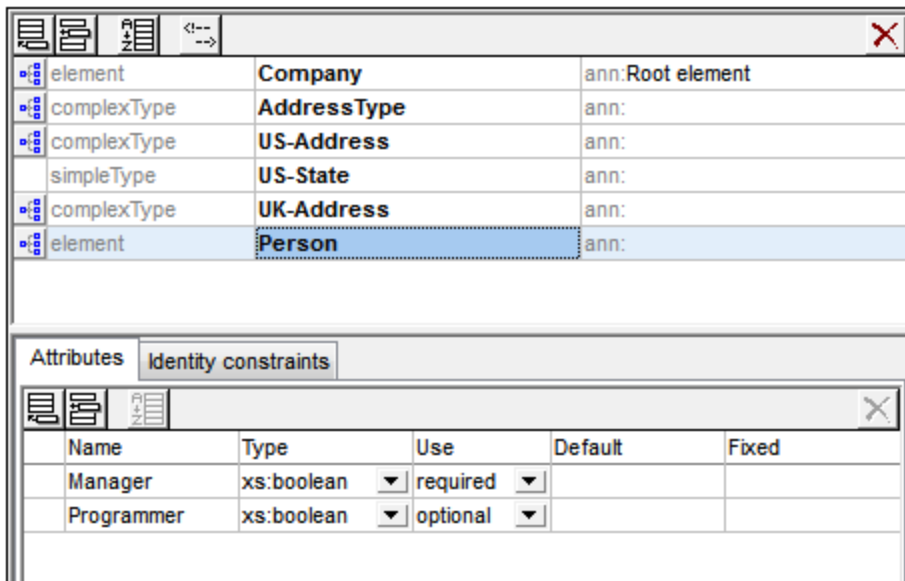 element Company ann:Root element
complexType AddressType ann:
complexType US-Address ann:
simpleType US-State ann:
complexType UK-Address ann:
element Person ann:
Attributes Identity constraints
Name Type Use Default Fixed
Manager xs:boolean required
Programmer xs:boolean optional